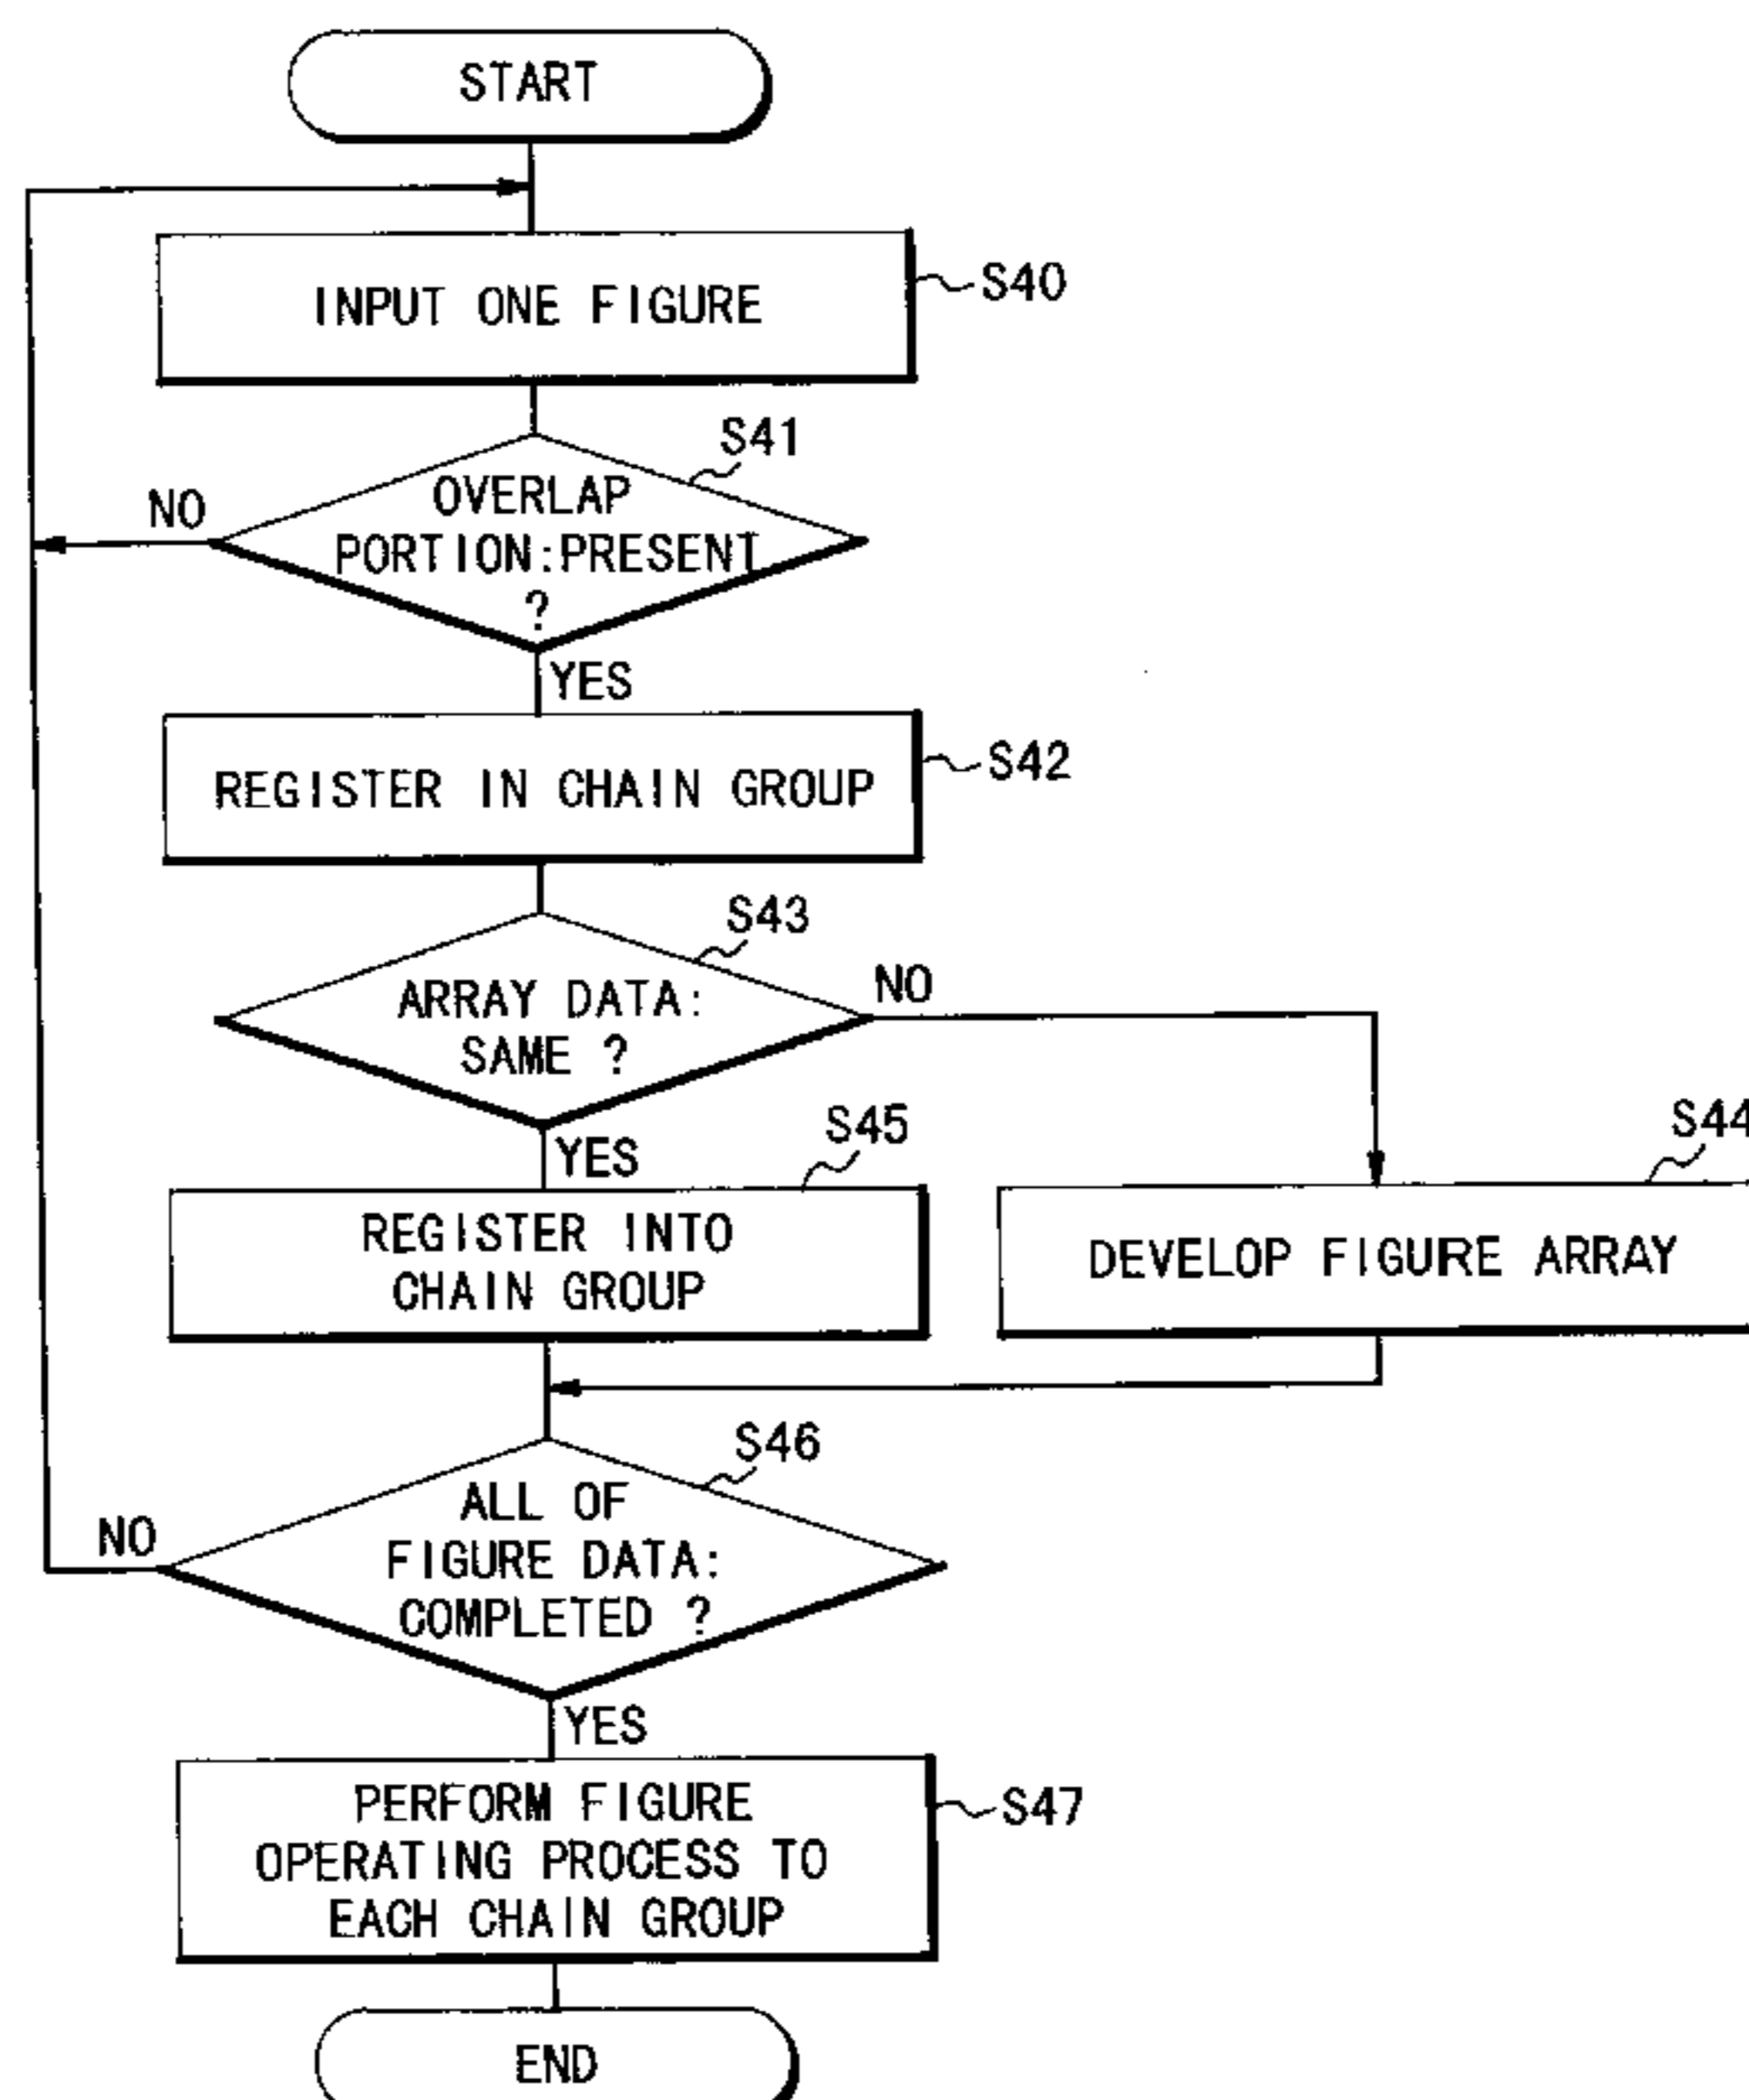 START
INPUT ONE FIGURE
S40
S41
OVERLAP
PORTION:PRESENT
?
NO
YES
REGISTER IN CHAIN GROUP
S42
S43
ARRAY DATA:
SAME ?
NO
YES
S45
REGISTER INTO
CHAIN GROUP
S44
DEVELOP FIGURE ARRAY
S46
ALL OF
FIGURE DATA:
COMPLETED ?
NO
YES
PERFORM FIGURE
OPERATING PROCESS TO
EACH CHAIN GROUP
S47
END